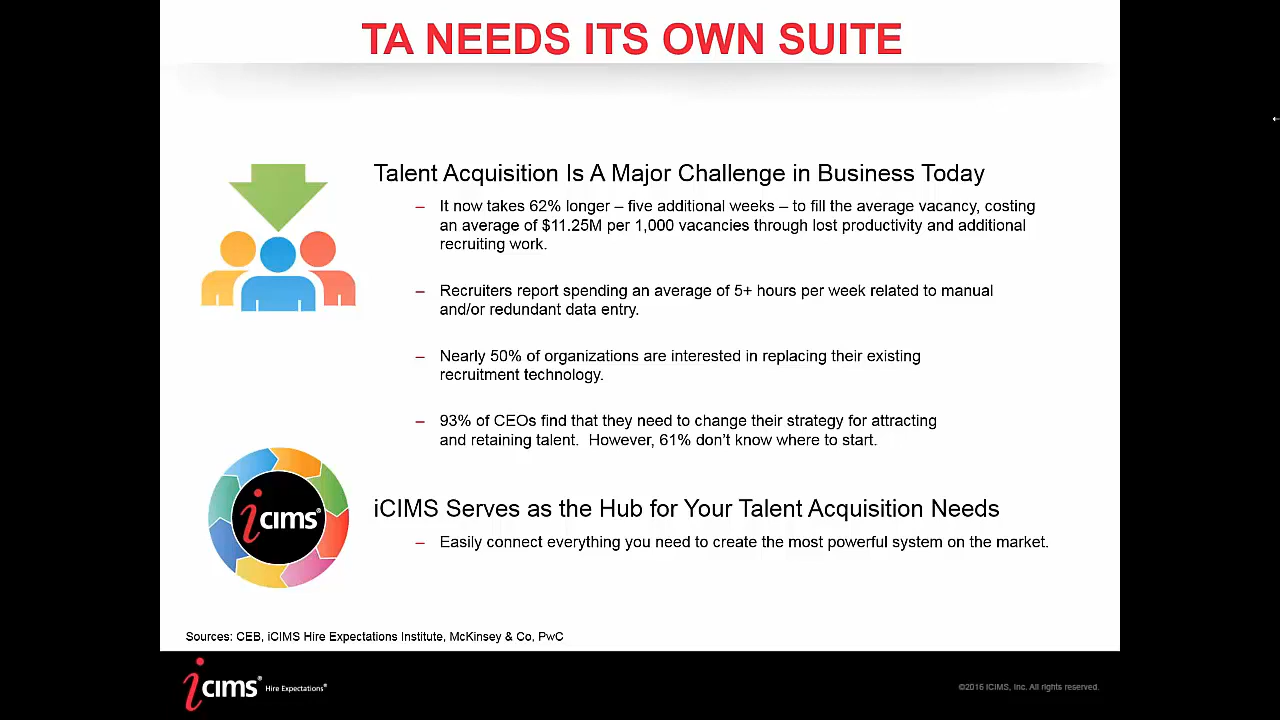 TA NEEDS ITS OWN SUITE
Talent Acquisition Is A Major Challenge in Business Today
– It now takes 62% longer – five additional weeks – to fill the average vacancy, costing
an average of $11.25M per 1,000 vacancies through lost productivity and additional
recruiting work.
– Recruiters report spending an average of 5+ hours per week related to manual
and/or redundant data entry.
– Nearly 50% of organizations are interested in replacing their existing
recruitment technology.
– 93% of CEOs find that they need to change their strategy for attracting
and retaining talent.  However, 61% don't know where to start.
icims®
iCIMS Serves as the Hub for Your Talent Acquisition Needs
– Easily connect everything you need to create the most powerful system on the market.
Sources: CEB, iCIMS Hire Expectations Institute, McKinsey & Co, PwC
icims® Hire Expectations®
©2016 iCIMS, Inc. All rights reserved.